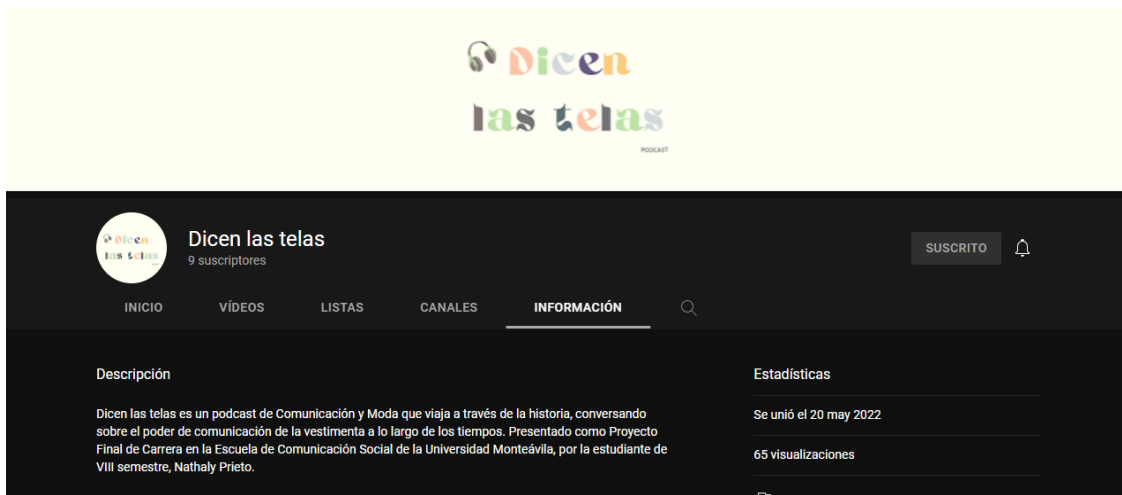 Dicen
las telas
PODCAST
Dicen
las telas
Dicen las telas
9 suscriptores
SUSCRITO
INICIO VÍDEOS LISTAS CANALES INFORMACIÓN
Descripción
Dicen las telas es un podcast de Comunicación y Moda que viaja a través de la historia, conversando
sobre el poder de comunicación de la vestimenta a lo largo de los tiempos. Presentado como Proyecto
Final de Carrera en la Escuela de Comunicación Social de la Universidad Monteávila, por la estudiante de
VIII semestre, Nathaly Prieto.
Estadísticas
Se unió el 20 may 2022
65 visualizaciones